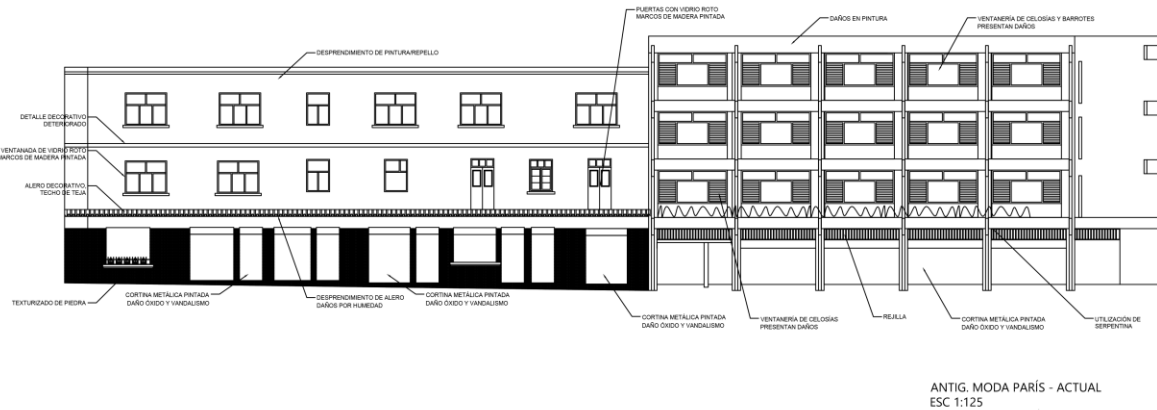 PUERTAS CON VIDRIO ROTO
MARCOS DE MADERA PINTADA
DAÑOS EN PINTURA
VENTANERÍA DE CELOSÍAS Y BARROTES
PRESENTAN DAÑOS
DESPRENDIMIENTO DE PINTURA/REPELLO
DETALLE DECORATIVO
DETERIORADO
VENTANADA DE VIDRIO ROTO
MARCOS DE MADERA PINTADA
ALERO DECORATIVO,
TECHO DE TEJA
TEXTURIZADO DE PIEDRA
CORTINA METÁLICA PINTADA
DAÑO ÓXIDO Y VANDALISMO
DESPRENDIMIENTO DE ALERO
DAÑOS POR HUMEDAD
CORTINA METÁLICA PINTADA
DAÑO ÓXIDO Y VANDALISMO
CORTINA METÁLICA PINTADA
DAÑO ÓXIDO Y VANDALISMO
VENTANERÍA DE CELOSÍAS
PRESENTAN DAÑOS
REJILLA
CORTINA METÁLICA PINTADA
DAÑO ÓXIDO Y VANDALISMO
UTILIZACIÓN DE
SERPENTINA
ANTIG. MODA PARÍS - ACTUAL
ESC 1:125